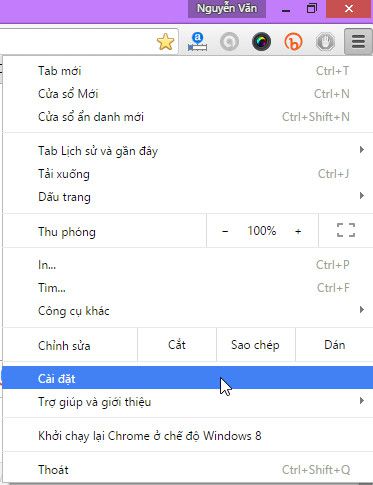 Nguyễn Văn
Tab mới Ctrl+T
Cửa sổ Mới Ctrl+N
Cửa sổ ẩn danh mới Ctrl+Shift+N
Tab Lịch sử và gần đây
Tải xuống Ctrl+J
Dấu trang
Thu phóng − 100% +
In... Ctrl+P
Tìm... Ctrl+F
Công cụ khác
Chỉnh sửa Cắt Sao chép Dán
Cài đặt
Trợ giúp và giới thiệu
Khởi chạy lại Chrome ở chế độ Windows 8
Thoát Ctrl+Shift+Q